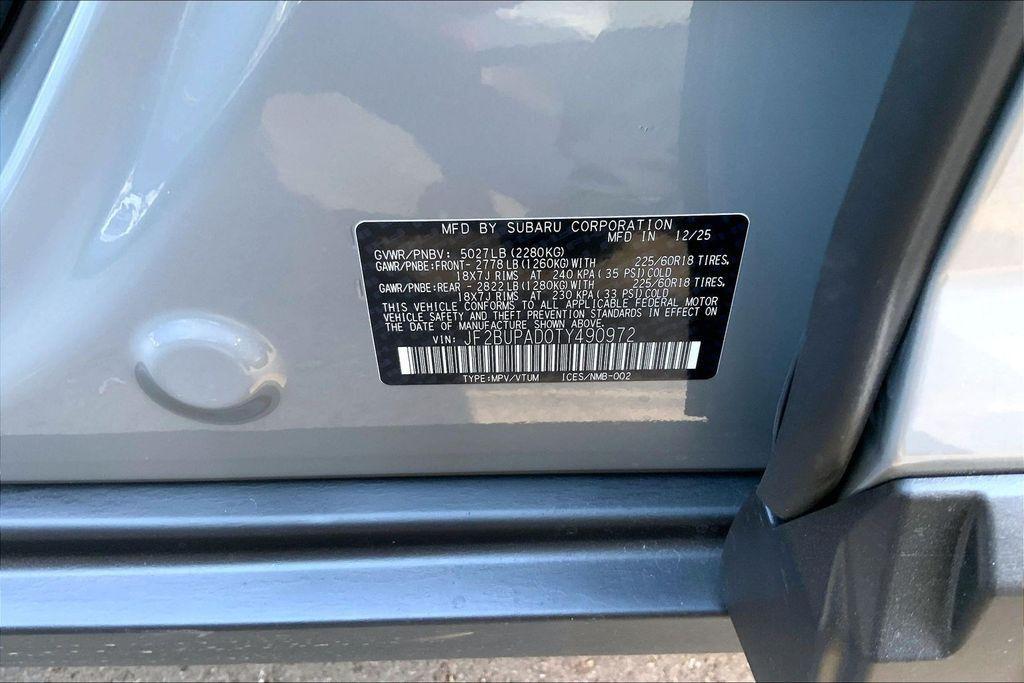 MFD BY SUBARU CORPORATION
MFD IN 12/25
GVWR/PNBV: 5027LB (2280KG)
GAWR/PNBE:FRONT- 2778LB(1260KG)WITH 225/60R18 TIRES,
18X7J RIMS AT 240 KPA(35 PSI)COLD
GAWR/PNBE:REAR - 2822LB(1280KG)WITH 225/60R18 TIRES,
18X7J RIMS AT 230 KPA(33 PSI)COLD
THIS VEHICLE CONFORMS TO ALL APPLICABLE FEDERAL MOTOR
VEHICLE SAFETY AND THEFT PREVENTION STANDARDS IN EFFECT ON
THE DATE OF MANUFACTURE SHOWN ABOVE.
VIN: JF2BUPAD0TY490972
TYPE:MPV/VTUM ICES/NMB-002